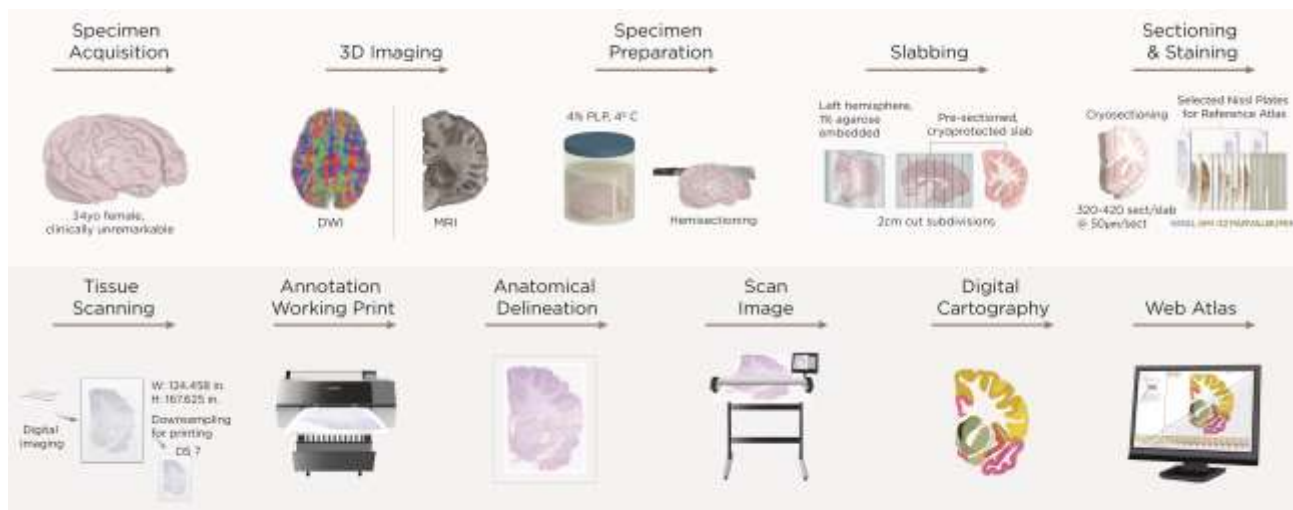 Specimen
Acquisition
3D Imaging
Specimen
Preparation
Slabbing
Sectioning
& Staining
34yo female,
clinically unremarkable
DWI
MRI
4% PLP, 4º C
Hemisectioning
Left hemisphere,
1% agarose
embedded
Pre-sectioned,
cryoprotected slab
2cm cut subdivisions
Cryosectioning
Selected Nissl Plates
for Reference Atlas
320-420 sect/slab
@ 50µm/sect
Tissue
Scanning
Annotation
Working Print
Anatomical
Delineation
Scan
Image
Digital
Cartography
Web Atlas
Digital
imaging
W: 124.458 in.
H: 167.625 in.
Downsampling
for printing
DS 7